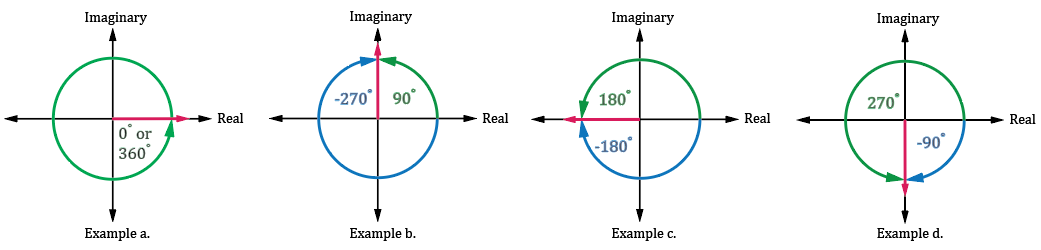 Imaginary
Real
0° or
360°
Example a.
Imaginary
Real
-270°
90°
Example b.
Imaginary
Real
180°
-180°
Example c.
Imaginary
Real
270°
-90°
Example d.